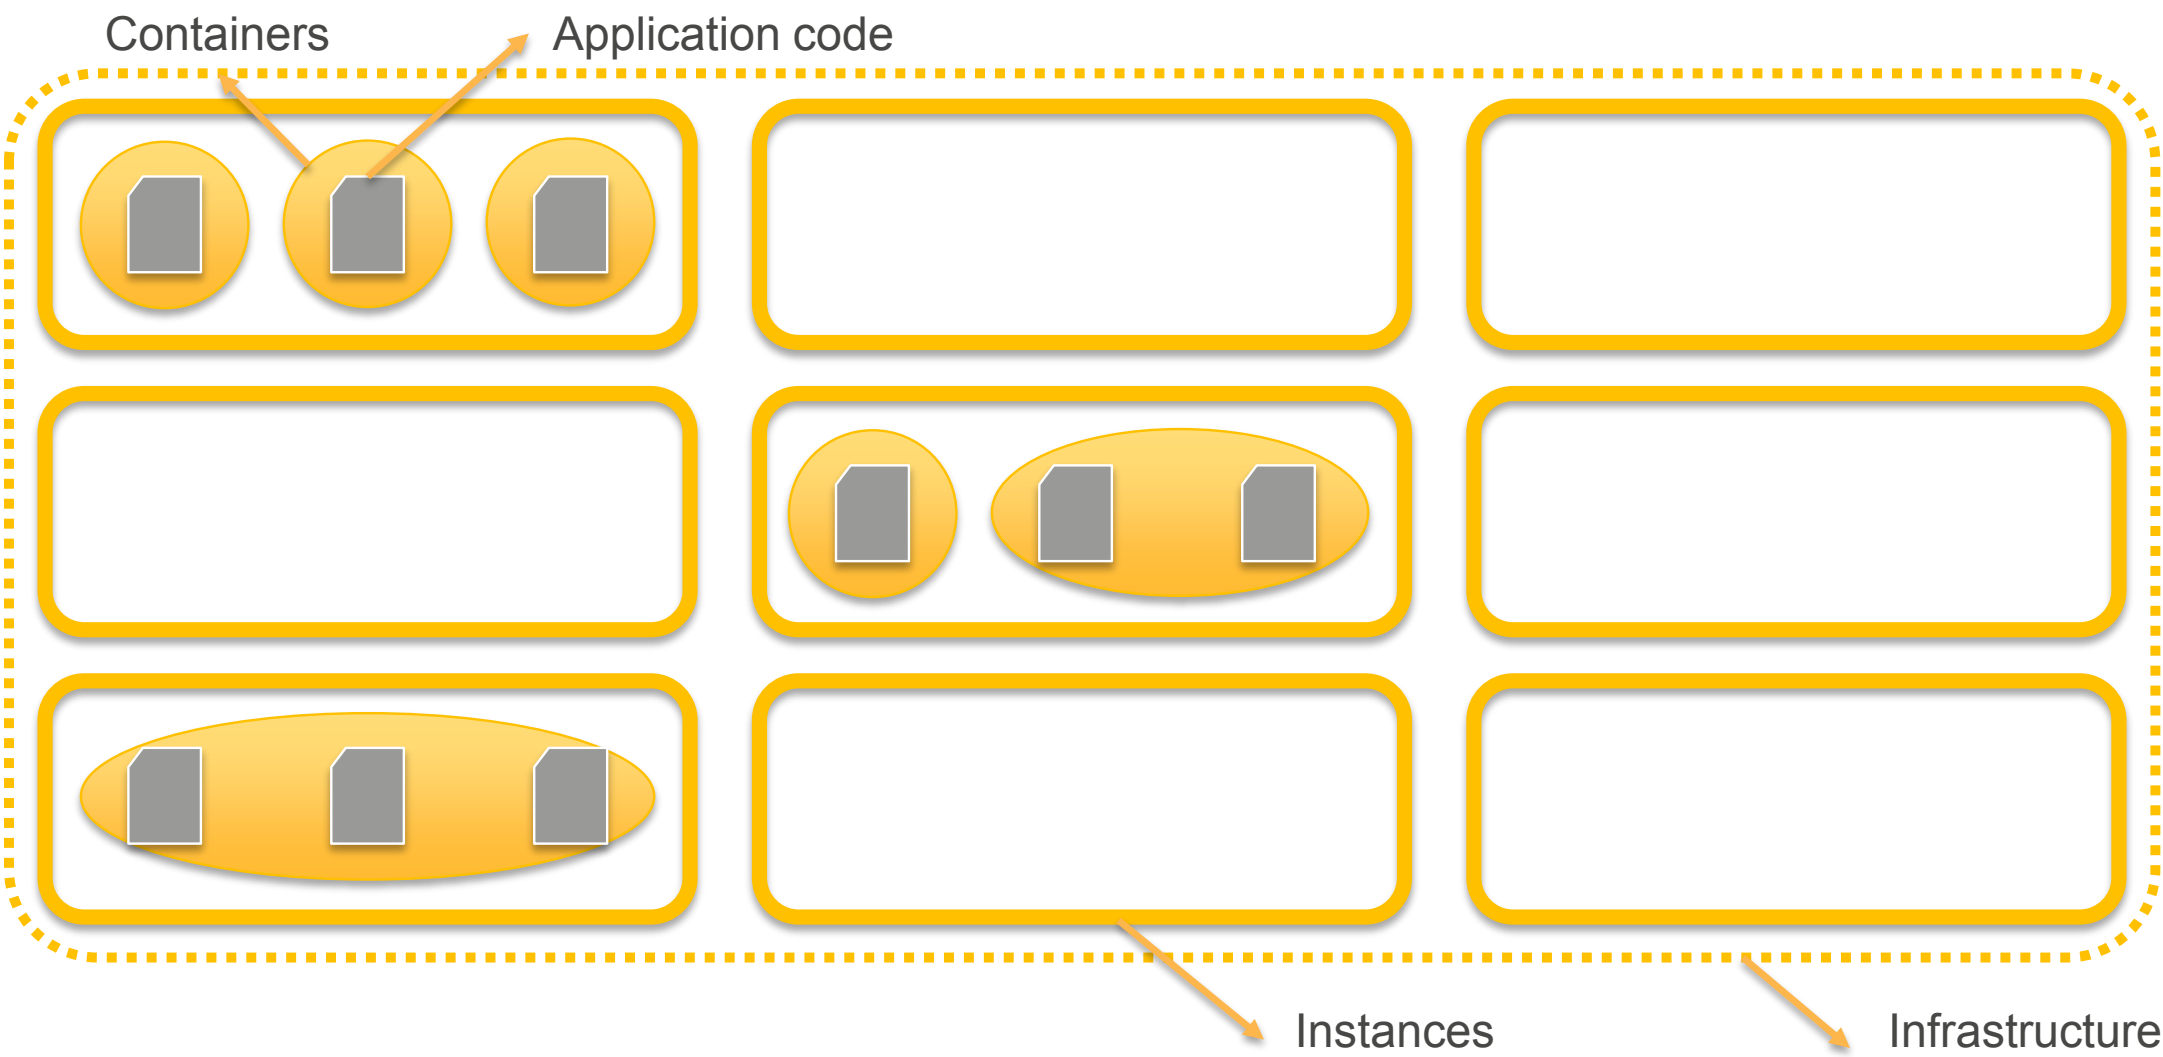 Containers
Application code
Instances
Infrastructure